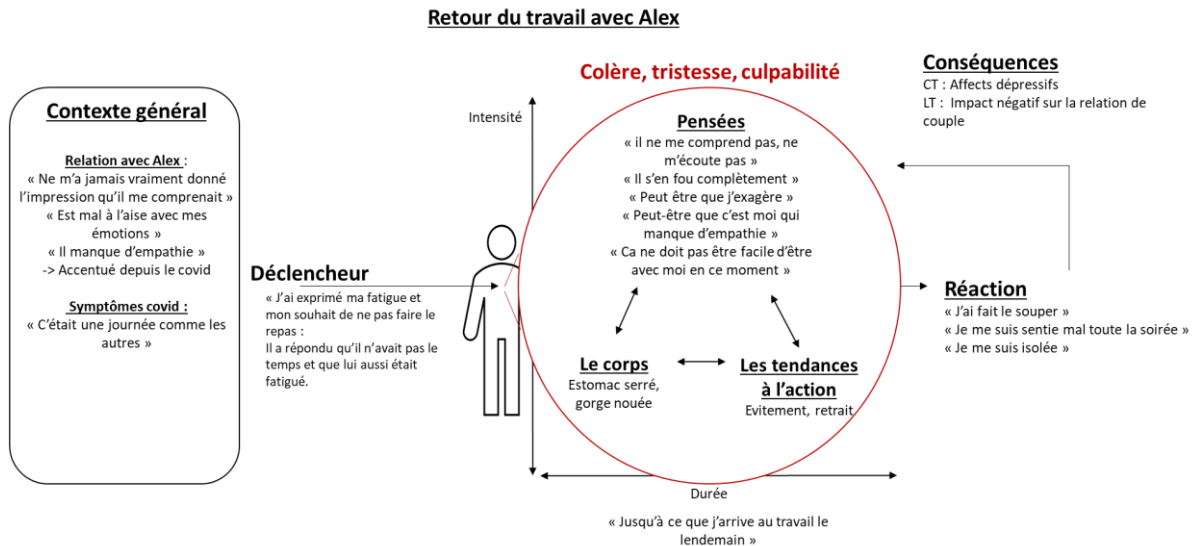 Retour du travail avec Alex
Contexte général
Relation avec Alex :
« Ne m'a jamais vraiment donné
l'impression qu'il me comprenait »
« Est mal à l'aise avec mes
émotions »
« Il manque d'empathie »
-> Accentué depuis le covid
Symptômes covid :
« C'était une journée comme les
autres »
Déclencheur
« J'ai exprimé ma fatigue et
mon souhait de ne pas faire le
repas :
Il a répondu qu'il n'avait pas le
temps et que lui aussi était
fatigué.
Intensité
Colère, tristesse, culpabilité
Pensées
« il ne me comprend pas, ne
m'écoute pas »
« Il s'en fou complètement »
« Peut être que j'exagère »
« Peut-être que c'est moi qui
manque d'empathie »
« Ca ne doit pas être facile d'être
avec moi en ce moment »
Le corps
Estomac serré,
gorge nouée
Les tendances
à l'action
Evitement, retrait
Durée
« Jusqu'à ce que j'arrive au travail le
lendemain »
Réaction
« J'ai fait le souper »
« Je me suis sentie mal toute la soirée »
« Je me suis isolée »
Conséquences
CT : Affects dépressifs
LT : Impact négatif sur la relation de
couple